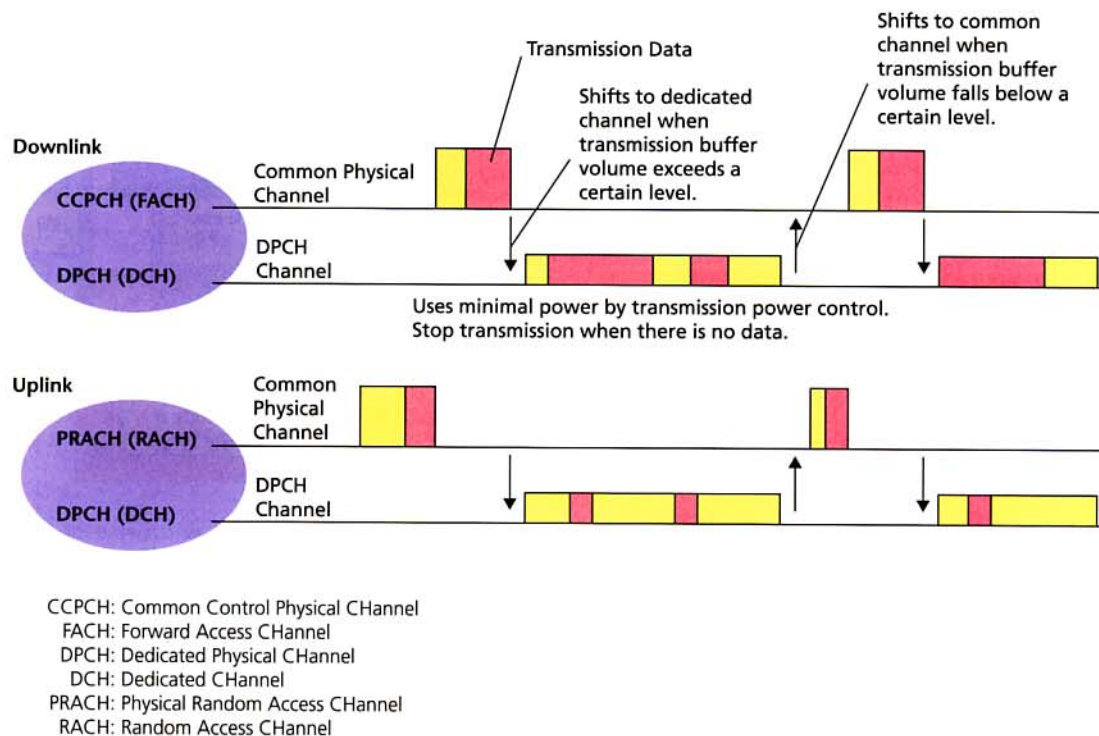 Transmission Data
Shifts to dedicated
channel when
transmission buffer
volume exceeds a
certain level.
Shifts to common
channel when
transmission buffer
volume falls below a
certain level.
Downlink
CCPCH (FACH)
DPCH (DCH)
Common Physical
Channel
DPCH
Channel
Uses minimal power by transmission power control.
Stop transmission when there is no data.
Uplink
PRACH (RACH)
DPCH (DCH)
Common
Physical
Channel
DPCH
Channel
CCPCH: Common Control Physical CHannel
FACH: Forward Access CHannel
DPCH: Dedicated Physical CHannel
DCH: Dedicated CHannel
PRACH: Physical Random Access CHannel
RACH: Random Access CHannel